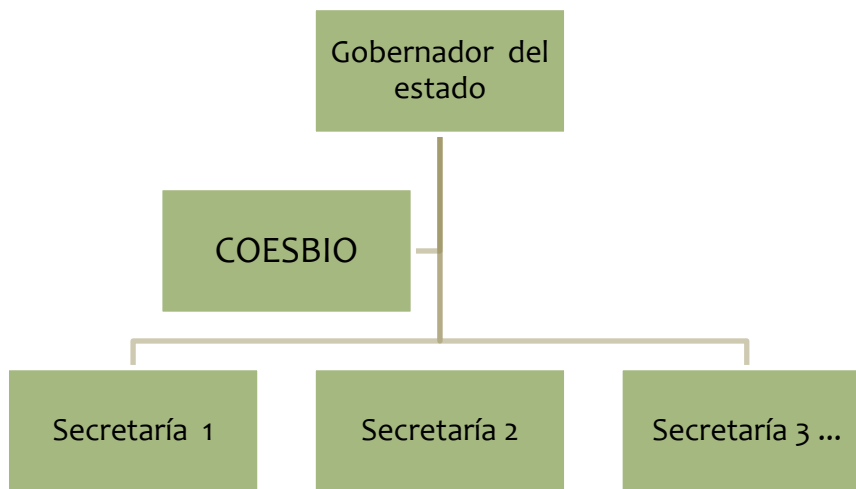 Gobernador del
estado
COESBIO
Secretaría 1
Secretaría 2
Secretaría 3 ...